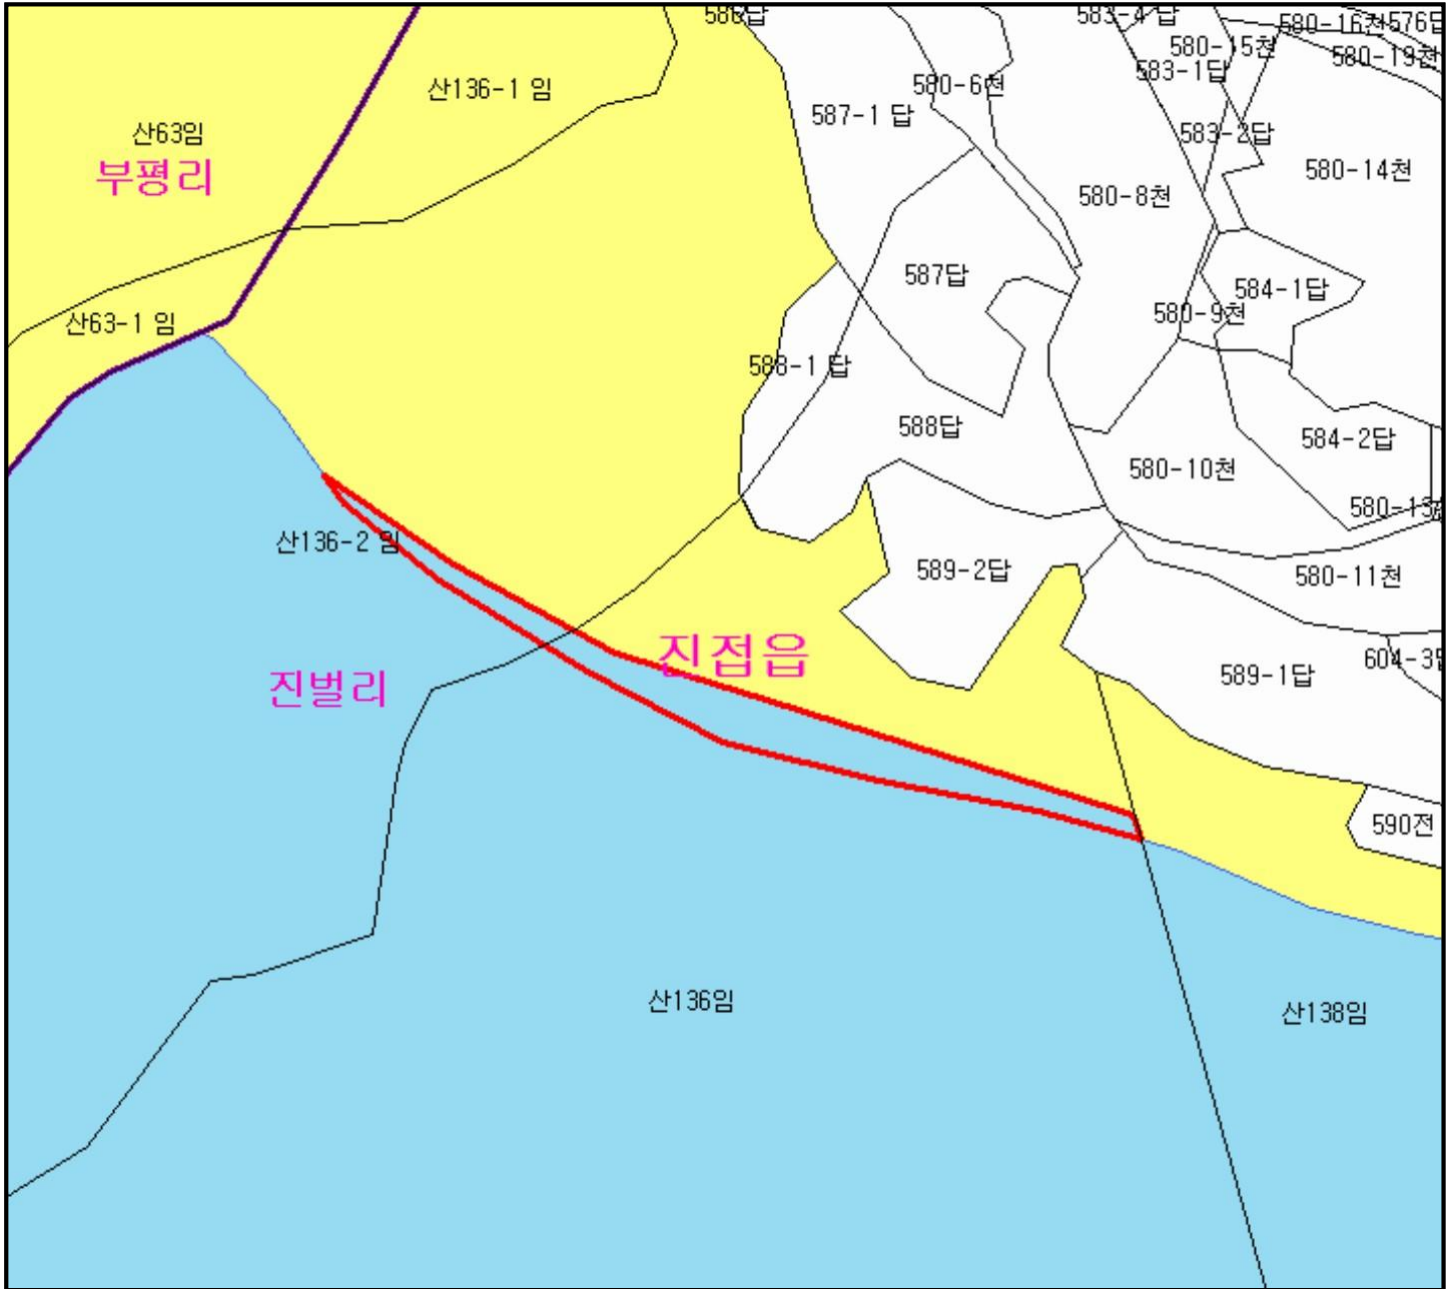 586답
583-4 답
580-16천
576답
580-15천
580-19천
583-1답
580-6천
산136-1 임
587-1 답
산63임
583-2답
580-14천
부평리
580-8천
587답
584-1답
580-9천
산63-1 임
588-1 답
588답
584-2답
580-10천
580-13
산136-2 임
589-2답
580-11천
진접읍
604-3답
589-1답
진벌리
590전
산136임
산138임